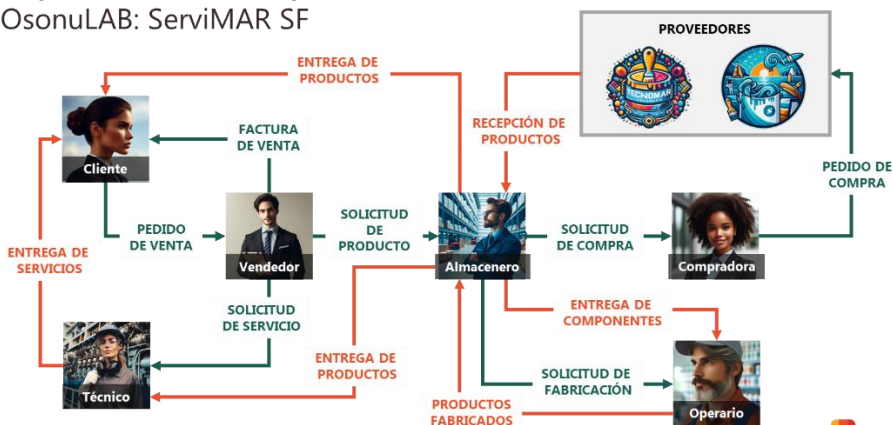 OsonuLAB: ServiMAR SF
PROVEEDORES
TECNOMAR
ENTREGA DE
PRODUCTOS
RECEPCIÓN DE
PRODUCTOS
FACTURA
DE VENTA
Cliente
PEDIDO DE
COMPRA
PEDIDO
DE VENTA
SOLICITUD
DE
PRODUCTO
SOLICITUD
DE COMPRA
ENTREGA DE
SERVICIOS
Vendedor
Almacenero
Compradora
SOLICITUD
DE SERVICIO
ENTREGA DE
COMPONENTES
ENTREGA DE
PRODUCTOS
SOLICITUD DE
FABRICACIÓN
Técnico
PRODUCTOS
FABRICADOS
Operario